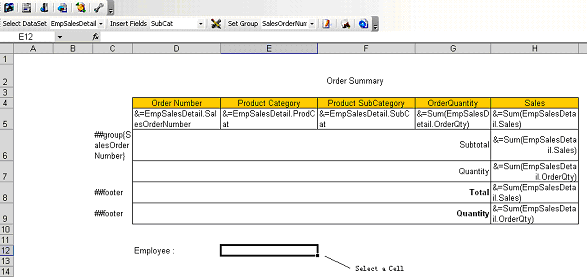 Select DataSet EmpSalesDetail Insert Fields SubCat Set Group SalesOrderNum
E12
A B C D E F G H
1
2 Order Summary
3
4 Order Number Product Category Product SubCategory OrderQuantity Sales
5 &=EmpSalesDetail.SalesOrderNumber &=EmpSalesDetail.ProdCat &=EmpSalesDetail.SubCat &=Sum(EmpSalesDetail.OrderQty) &=Sum(EmpSalesDetail.Sales)
6 ##group{SalesOrderNumber} Subtotal &=Sum(EmpSalesDetail.Sales)
7 Quantity &=Sum(EmpSalesDetail.OrderQty)
8 ##footer Total &=Sum(EmpSalesDetail.Sales)
9 ##footer Quantity &=Sum(EmpSalesDetail.OrderQty)
10
11
12 Employee :
13 Select a Cell
14